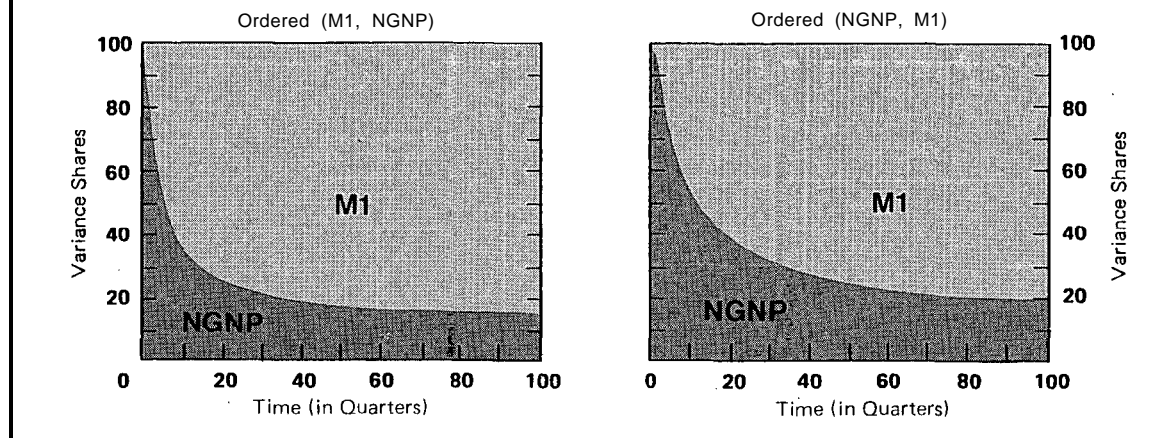 Ordered (M1, NGNP)
100
80
60
40
20
Variance Shares
M1
NGNP
0 20 40 60 80 100
Time (in Quarters)
Ordered (NGNP, M1)
100
80
60
40
20
Variance Shares
M1
NGNP
0 20 40 60 80 100
Time (in Quarters)